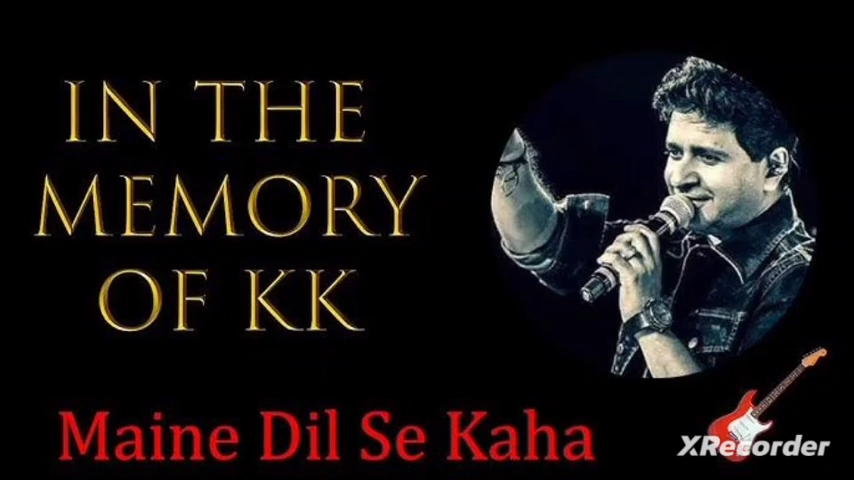 IN THE
MEMORY
OF KK
Maine Dil Se Kaha
XRecorder